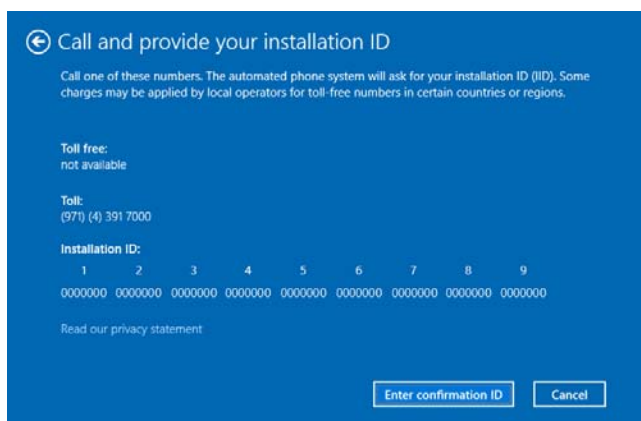 Call and provide your installation ID
Call one of these numbers. The automated phone system will ask for your installation ID (IID). Some
charges may be applied by local operators for toll-free numbers in certain countries or regions.
Toll free:
not available
Toll:
(971) (4) 391 7000
Installation ID:
1 2 3 4 5 6 7 8 9
0000000 0000000 0000000 0000000 0000000 0000000 0000000 0000000 0000000
Read our privacy statement
Enter confirmation ID Cancel